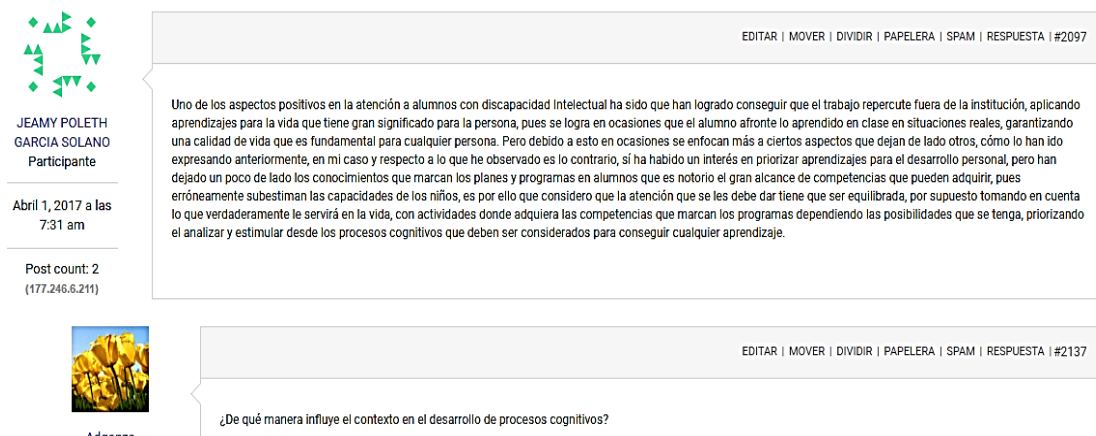 EDITAR | MOVER | DIVIDIR | PAPELERA | SPAM | RESPUESTA | #2097
JEAMY POLETH
GARCIA SOLANO
Participante
Abril 1, 2017 a las
7:31 am
Post count: 2
(177.246.6.211)
Uno de los aspectos positivos en la atención a alumnos con discapacidad Intelectual ha sido que han logrado conseguir que el trabajo repercute fuera de la institución, aplicando
aprendizajes para la vida que tiene gran significado para la persona, pues se logra en ocasiones que el alumno afronte lo aprendido en clase en situaciones reales, garantizando
una calidad de vida que es fundamental para cualquier persona. Pero debido a esto en ocasiones se enfocan más a ciertos aspectos que dejan de lado otros, cómo lo han ido
expresando anteriormente, en mi caso y respecto a lo que he observado es lo contrario, sí ha habido un interés en priorizar aprendizajes para el desarrollo personal, pero han
dejado un poco de lado los conocimientos que marcan los planes y programas en alumnos que es notorio el gran alcance de competencias que pueden adquirir, pues
erróneamente subestiman las capacidades de los niños, es por ello que considero que la atención que se les debe dar tiene que ser equilibrada, por supuesto tomando en cuenta
lo que verdaderamente le servirá en la vida, con actividades donde adquiera las competencias que marcan los programas dependiendo las posibilidades que se tenga, priorizando
el analizar y estimular desde los procesos cognitivos que deben ser considerados para conseguir cualquier aprendizaje.
EDITAR | MOVER | DIVIDIR | PAPELERA | SPAM | RESPUESTA | #2137
¿De qué manera influye el contexto en el desarrollo de procesos cognitivos?